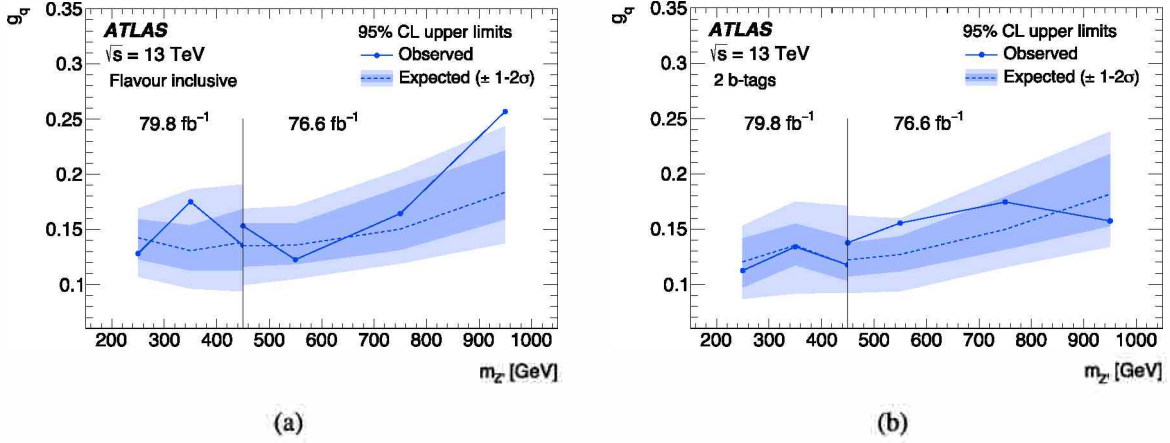 g_q
0.35
0.3
0.25
0.2
0.15
0.1
ATLAS
√s = 13 TeV
Flavour inclusive
95% CL upper limits
Observed
Expected (± 1-2σ)
79.8 fb⁻¹
76.6 fb⁻¹
200 300 400 500 600 700 800 900 1000
m_Z' [GeV]
(a)
g_q
0.35
0.3
0.25
0.2
0.15
0.1
ATLAS
√s = 13 TeV
2 b-tags
95% CL upper limits
Observed
Expected (± 1-2σ)
79.8 fb⁻¹
76.6 fb⁻¹
200 300 400 500 600 700 800 900 1000
m_Z' [GeV]
(b)